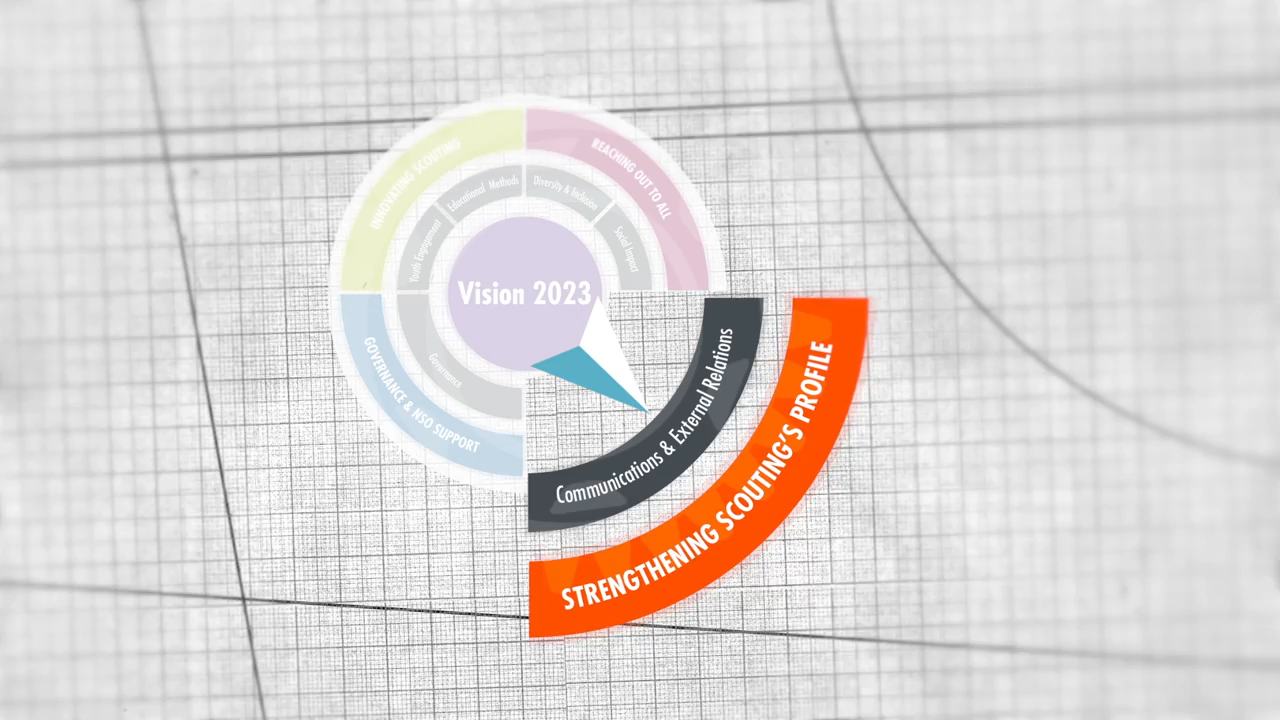 INNOVATING SCOUTING
REACHING OUT TO ALL
Educational Methods
Diversity & Inclusion
Youth Engagement
Social Impact
Vision 2023
Governance
GOVERNANCE & NSO SUPPORT
Communications & External Relations
STRENGTHENING SCOUTING'S PROFILE